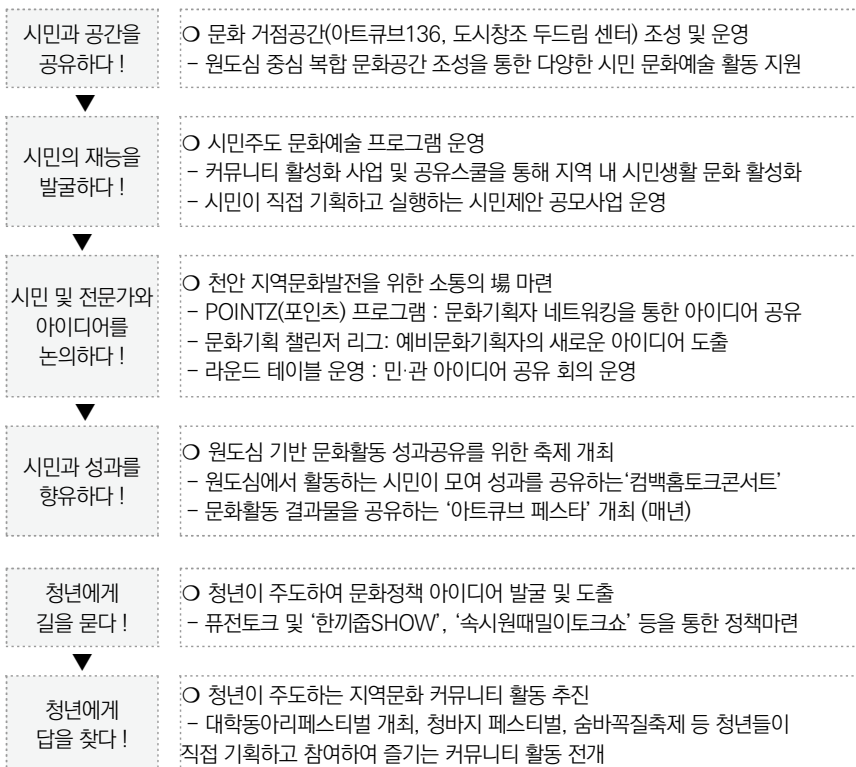 시민과 공간을
공유하다 !
❍ 문화 거점공간(아트큐브136, 도시창조 두드림 센터) 조성 및 운영
- 원도심 중심 복합 문화공간 조성을 통한 다양한 시민 문화예술 활동 지원
▼
시민의 재능을
발굴하다 !
❍ 시민주도 문화예술 프로그램 운영
- 커뮤니티 활성화 사업 및 공유스쿨을 통해 지역 내 시민생활 문화 활성화
- 시민이 직접 기획하고 실행하는 시민제안 공모사업 운영
▼
시민 및 전문가와
아이디어를
논의하다 !
❍ 천안 지역문화발전을 위한 소통의 場 마련
- POINTZ(포인츠) 프로그램 : 문화기획자 네트워킹을 통한 아이디어 공유
- 문화기획 챌린저 리그: 예비문화기획자의 새로운 아이디어 도출
- 라운드 테이블 운영 : 민·관 아이디어 공유 회의 운영
▼
시민과 성과를
향유하다 !
❍ 원도심 기반 문화활동 성과공유를 위한 축제 개최
- 원도심에서 활동하는 시민이 모여 성과를 공유하는‘컴백홈토크콘서트’
- 문화활동 결과물을 공유하는 ‘아트큐브 페스타’ 개최 (매년)
청년에게
길을 묻다 !
❍ 청년이 주도하여 문화정책 아이디어 발굴 및 도출
- 퓨전토크 및 ‘한끼줍SHOW’, ‘속시원때밀이토크쇼’ 등을 통한 정책마련
▼
청년에게
답을 찾다 !
❍ 청년이 주도하는 지역문화 커뮤니티 활동 추진
- 대학동아리페스티벌 개최, 청바지 페스티벌, 숨바꼭질축제 등 청년들이
직접 기획하고 참여하여 즐기는 커뮤니티 활동 전개